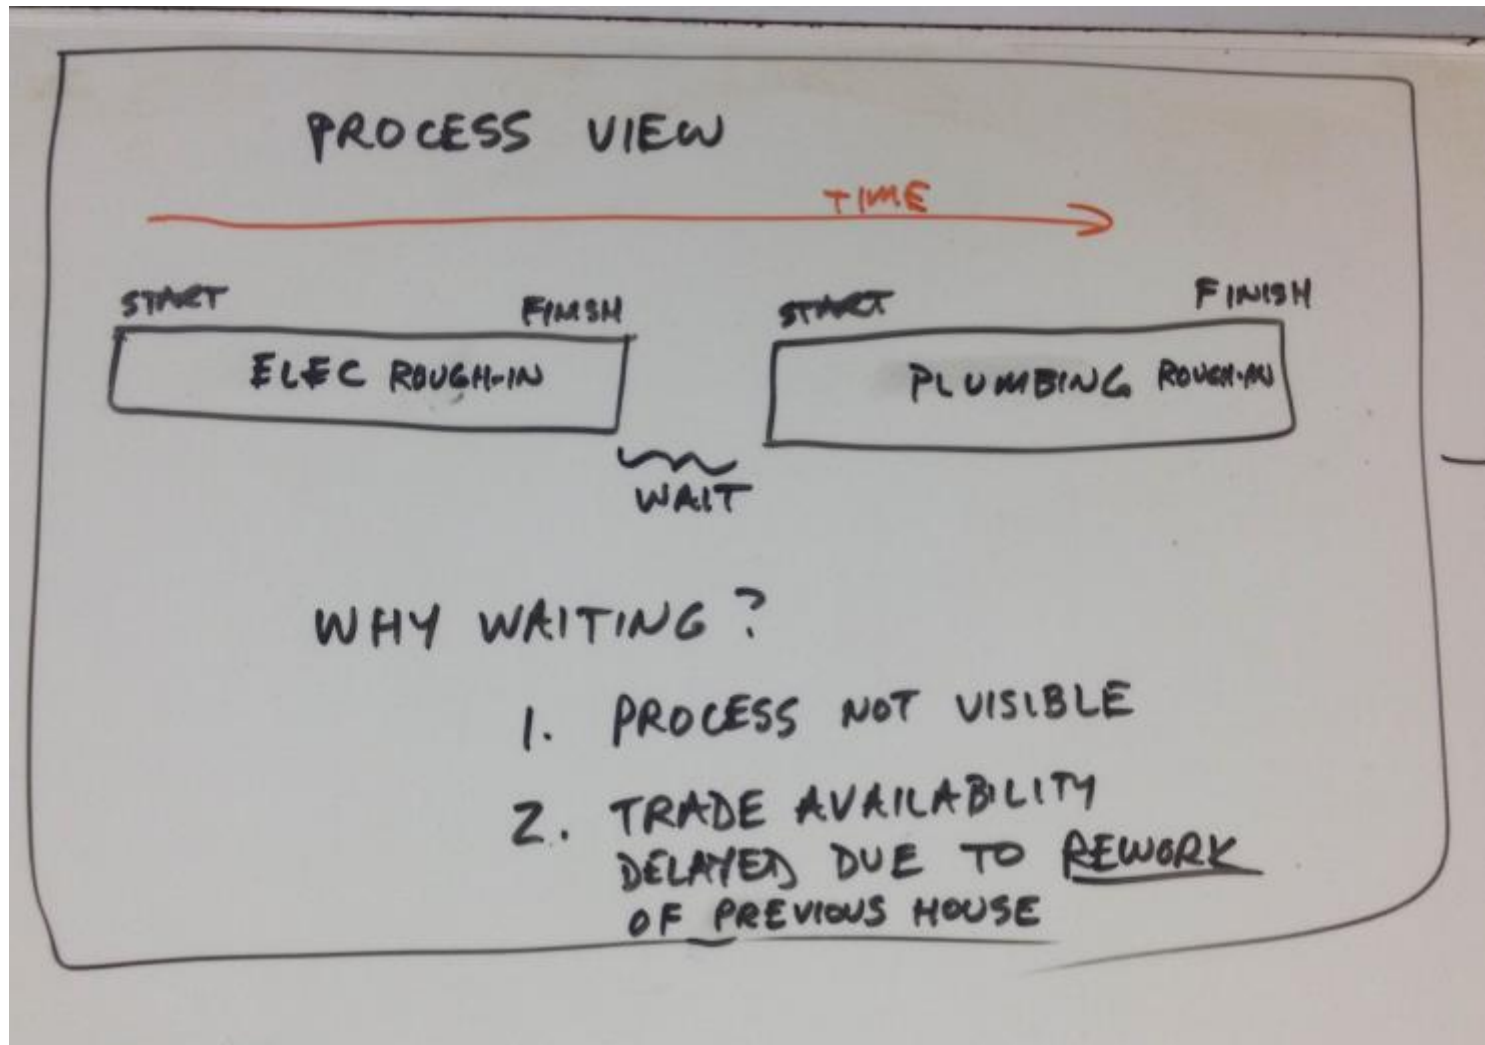 PROCESS VIEW
TIME
START FINISH START FINISH
ELEC ROUGH-IN PLUMBING ROUGH-IN
WAIT
WHY WAITING?
1. PROCESS NOT VISIBLE
2. TRADE AVAILABILITY
DELAYED DUE TO REWORK
OF PREVIOUS HOUSE